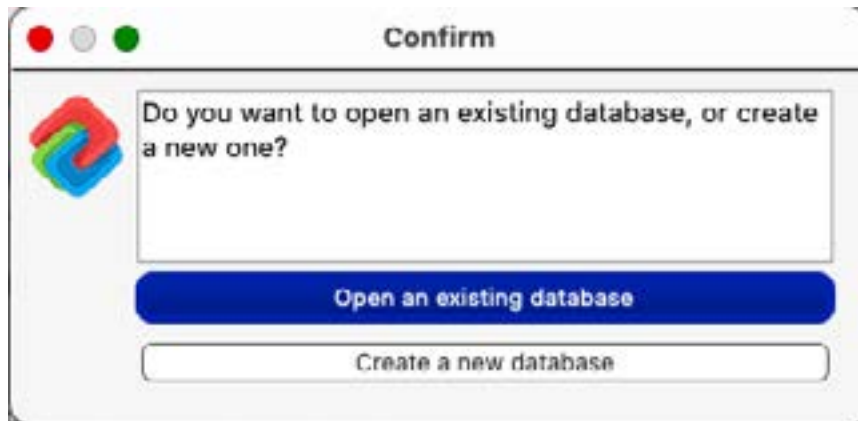 Confirm
Do you want to open an existing database, or create
a new one?
Open an existing database
Create a new database